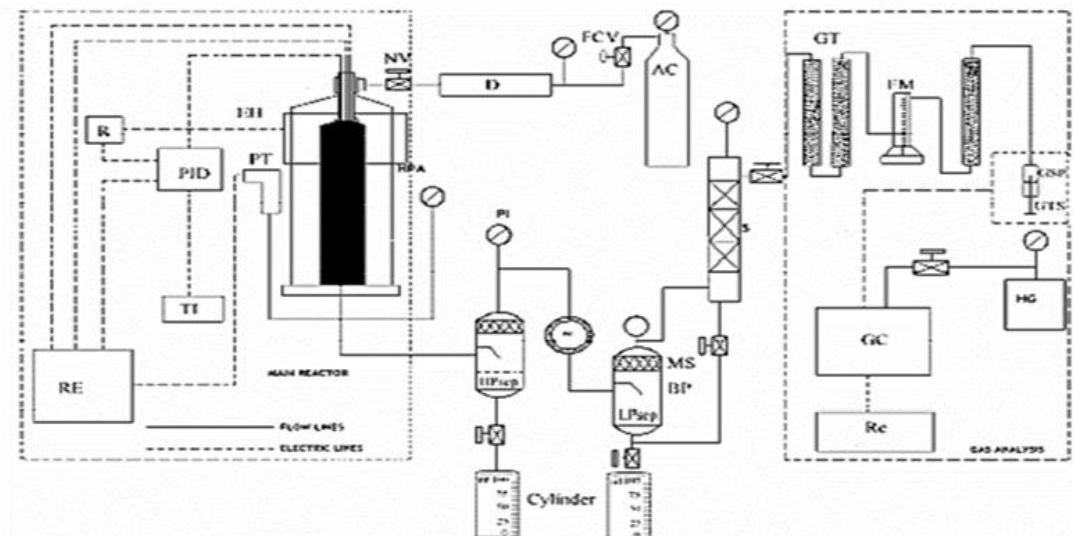 FCV
GT
NV
AC
D
FM
EH
R
PT
PID
HPA
GSP
GTS
PI
S
TI
HG
GC
MS
HPsep
RE
MAIN REACTOR
BP
LPsep
Re
FLOW LINES
ELECTRIC LINES
GAS ANALYSIS
Cylinder